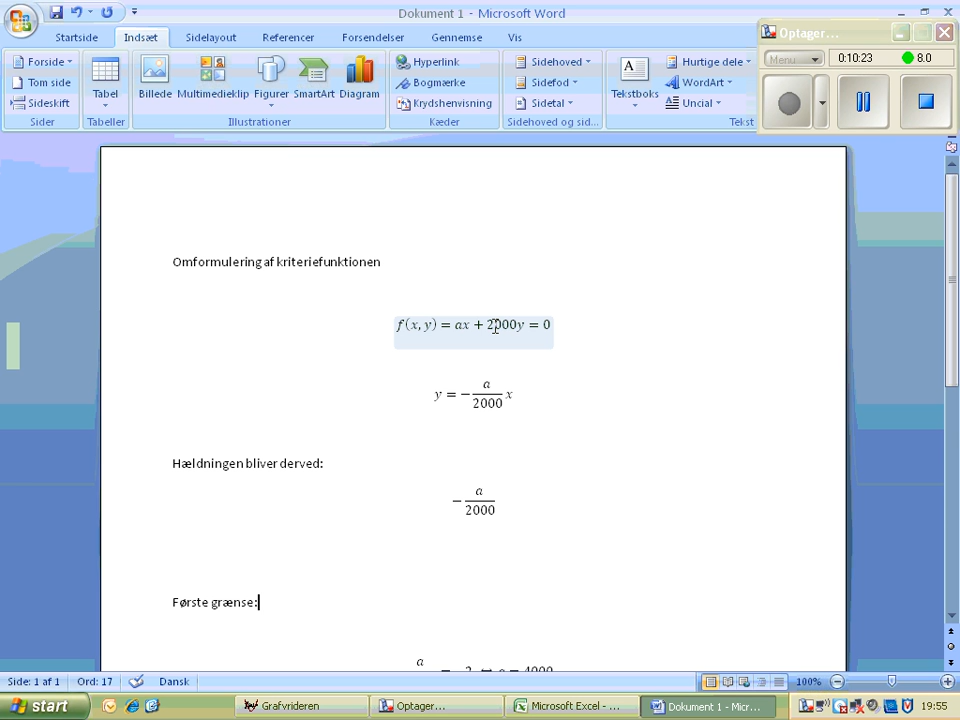 Dokument 1 - Microsoft Word
Startside Indsæt Sidelayout Referencer Forsendelser Gennemse Vis
Optager...
Menu 0:10:23 8.0
Forside
Tom side
Sideskift
Sider
Tabel
Tabeller
Billede Multimedieklip Figurer SmartArt Diagram
Illustrationer
Hyperlink
Bogmærke
Krydshenvisning
Kæder
Sidehoved
Sidefod
Sidetal
Sidehoved og sid...
Tekstboks
Hurtige dele
WordArt
Uncial
Tekst
Omformulering af kriteriefunktionen
f(x, y) = ax + 2000y = 0
y = − a/2000 x
Hældningen bliver derved:
− a/2000
Første grænse:
Side: 1 af 1 Ord: 17 Dansk 100%
start Grafvrideren Optager... Microsoft Excel - ... Dokument 1 - Micr... 19:55